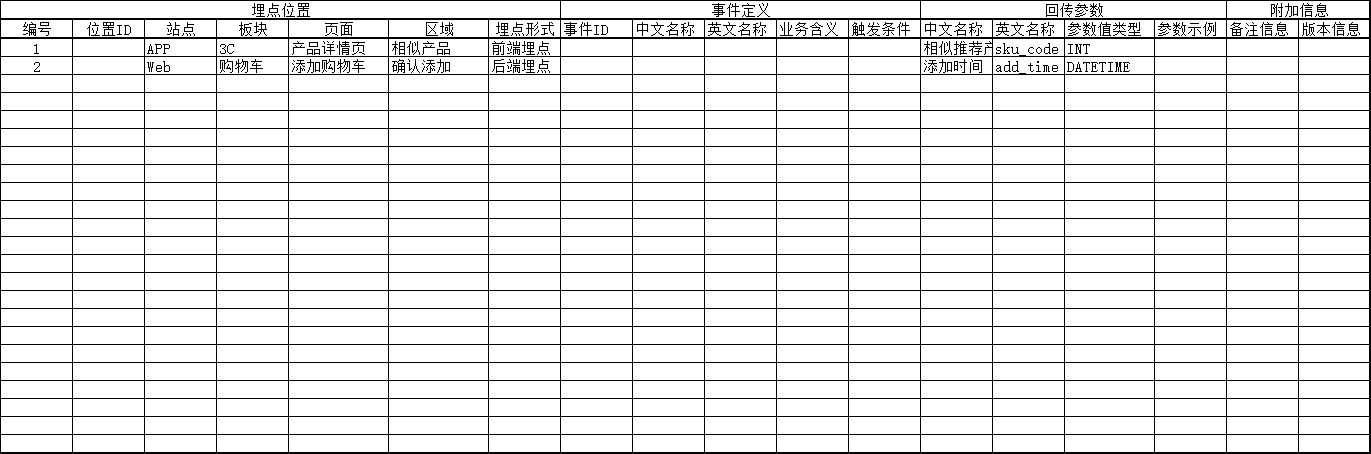 埋点位置 事件定义 回传参数 附加信息
编号 位置ID 站点 板块 页面 区域 埋点形式 事件ID 中文名称 英文名称 业务含义 触发条件 中文名称 英文名称 参数值类型 参数示例 备注信息 版本信息
1 APP 3C 产品详情页 相似产品 前端埋点 相似推荐产 sku_code INT
2 Web 购物车 添加购物车 确认添加 后端埋点 添加时间 add_time DATETIME